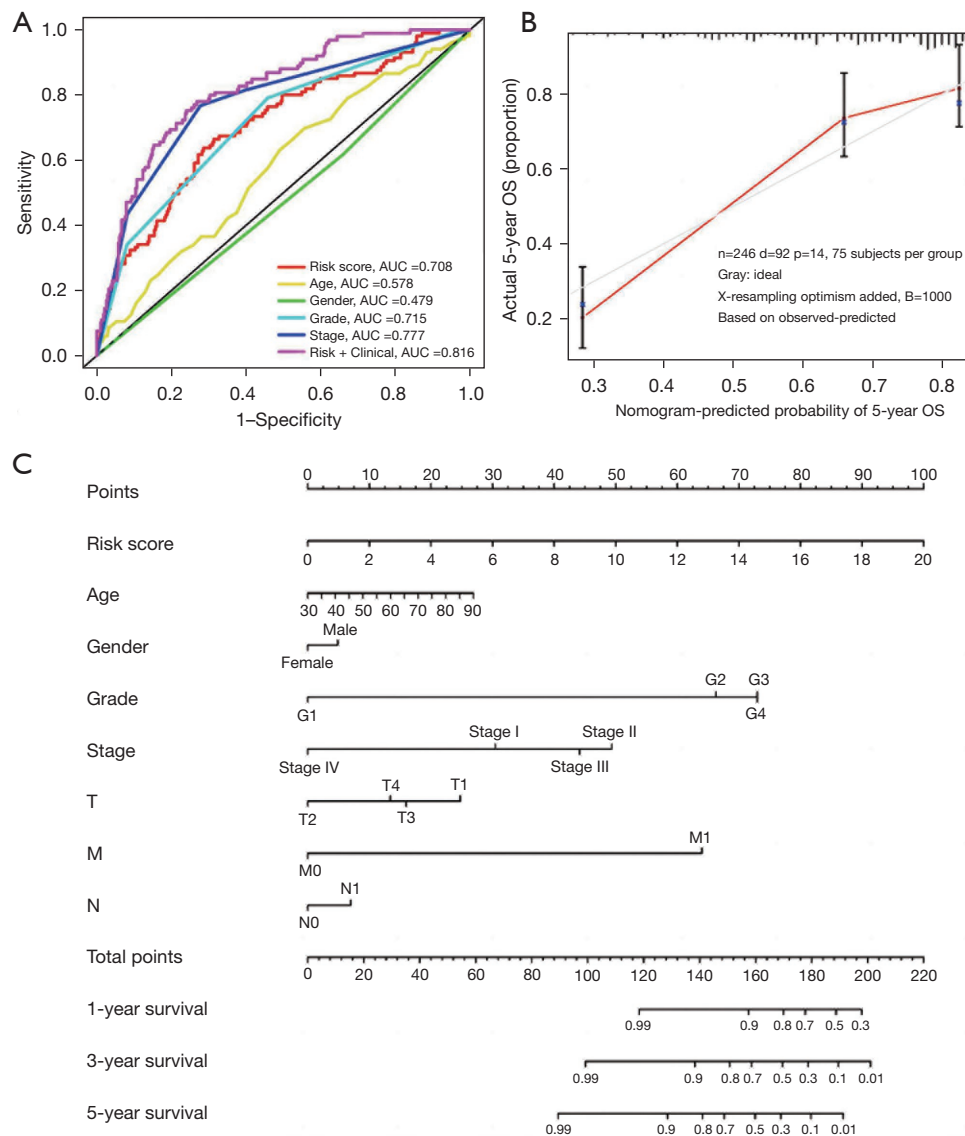 A
1.0
0.8
0.6
0.4
0.2
0.0
Sensitivity
Risk score, AUC =0.708
Age, AUC =0.578
Gender, AUC =0.479
Grade, AUC =0.715
Stage, AUC =0.777
Risk + Clinical, AUC =0.816
0.0 0.2 0.4 0.6 0.8 1.0
1–Specificity
B
0.8
0.6
0.4
0.2
Actual 5-year OS (proportion)
n=246 d=92 p=14, 75 subjects per group
Gray: ideal
X-resampling optimism added, B=1000
Based on observed-predicted
0.3 0.4 0.5 0.6 0.7 0.8
Nomogram-predicted probability of 5-year OS
C
0 10 20 30 40 50 60 70 80 90 100
Points
Risk score
0 2 4 6 8 10 12 14 16 18 20
Age
30 40 50 60 70 80 90
Male
Gender
Female
G2 G3
Grade
G1 G4
Stage I Stage II
Stage
Stage IV Stage III
T4 T1
T
T2 T3
M1
M
M0
N1
N
N0
Total points
0 20 40 60 80 100 120 140 160 180 200 220
1-year survival
0.99 0.9 0.8 0.7 0.5 0.3
3-year survival
0.99 0.9 0.8 0.7 0.5 0.3 0.1 0.01
5-year survival
0.99 0.9 0.8 0.7 0.5 0.3 0.1 0.01